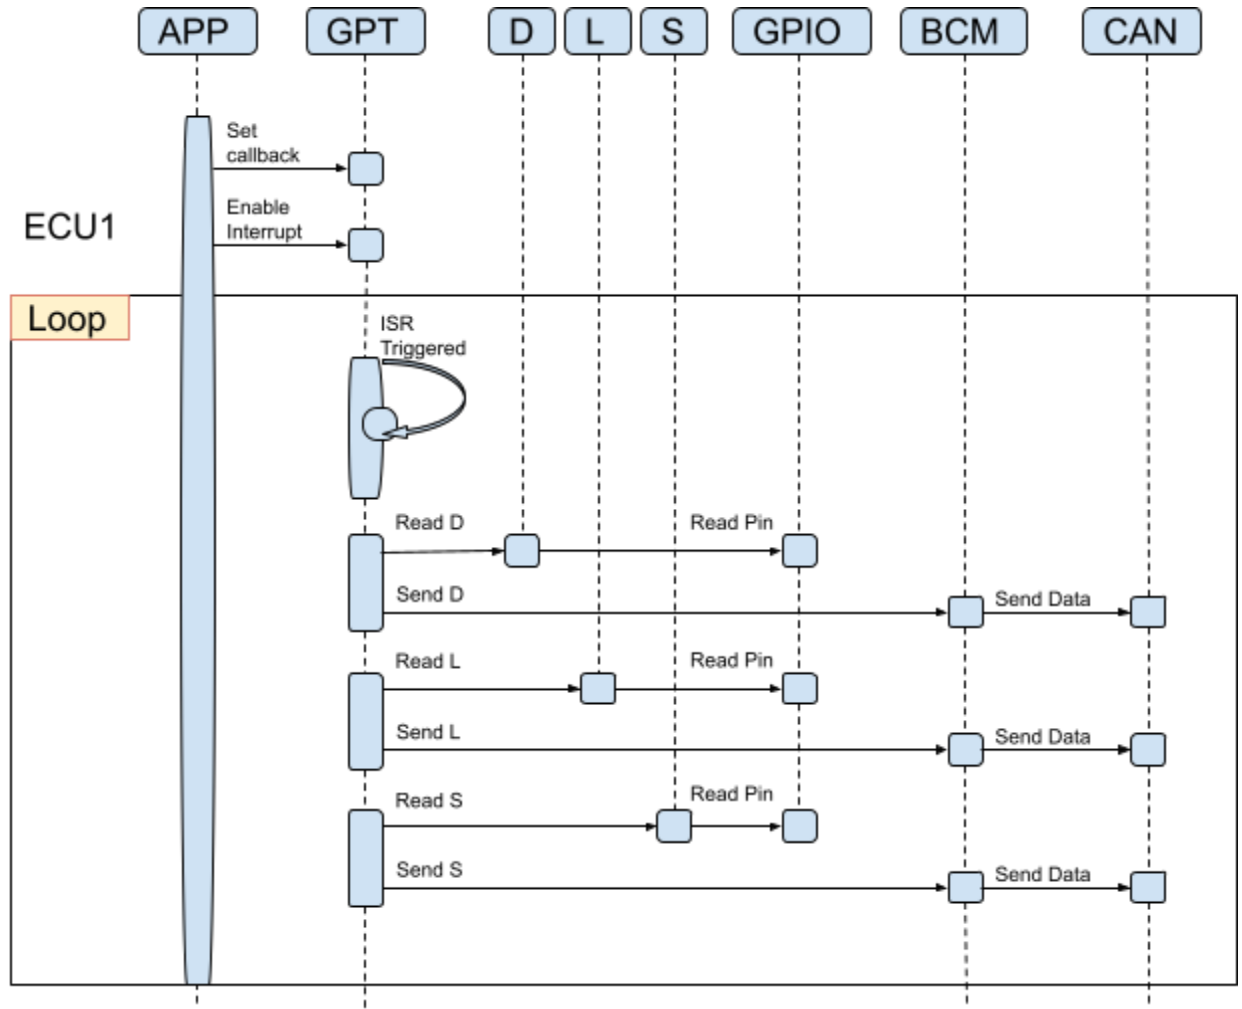 APP GPT D L S GPIO BCM CAN
Set
callback
Enable
Interrupt
ECU1
Loop
ISR
Triggered
Read D Read Pin
Send D Send Data
Read L Read Pin
Send L Send Data
Read S Read Pin
Send S Send Data